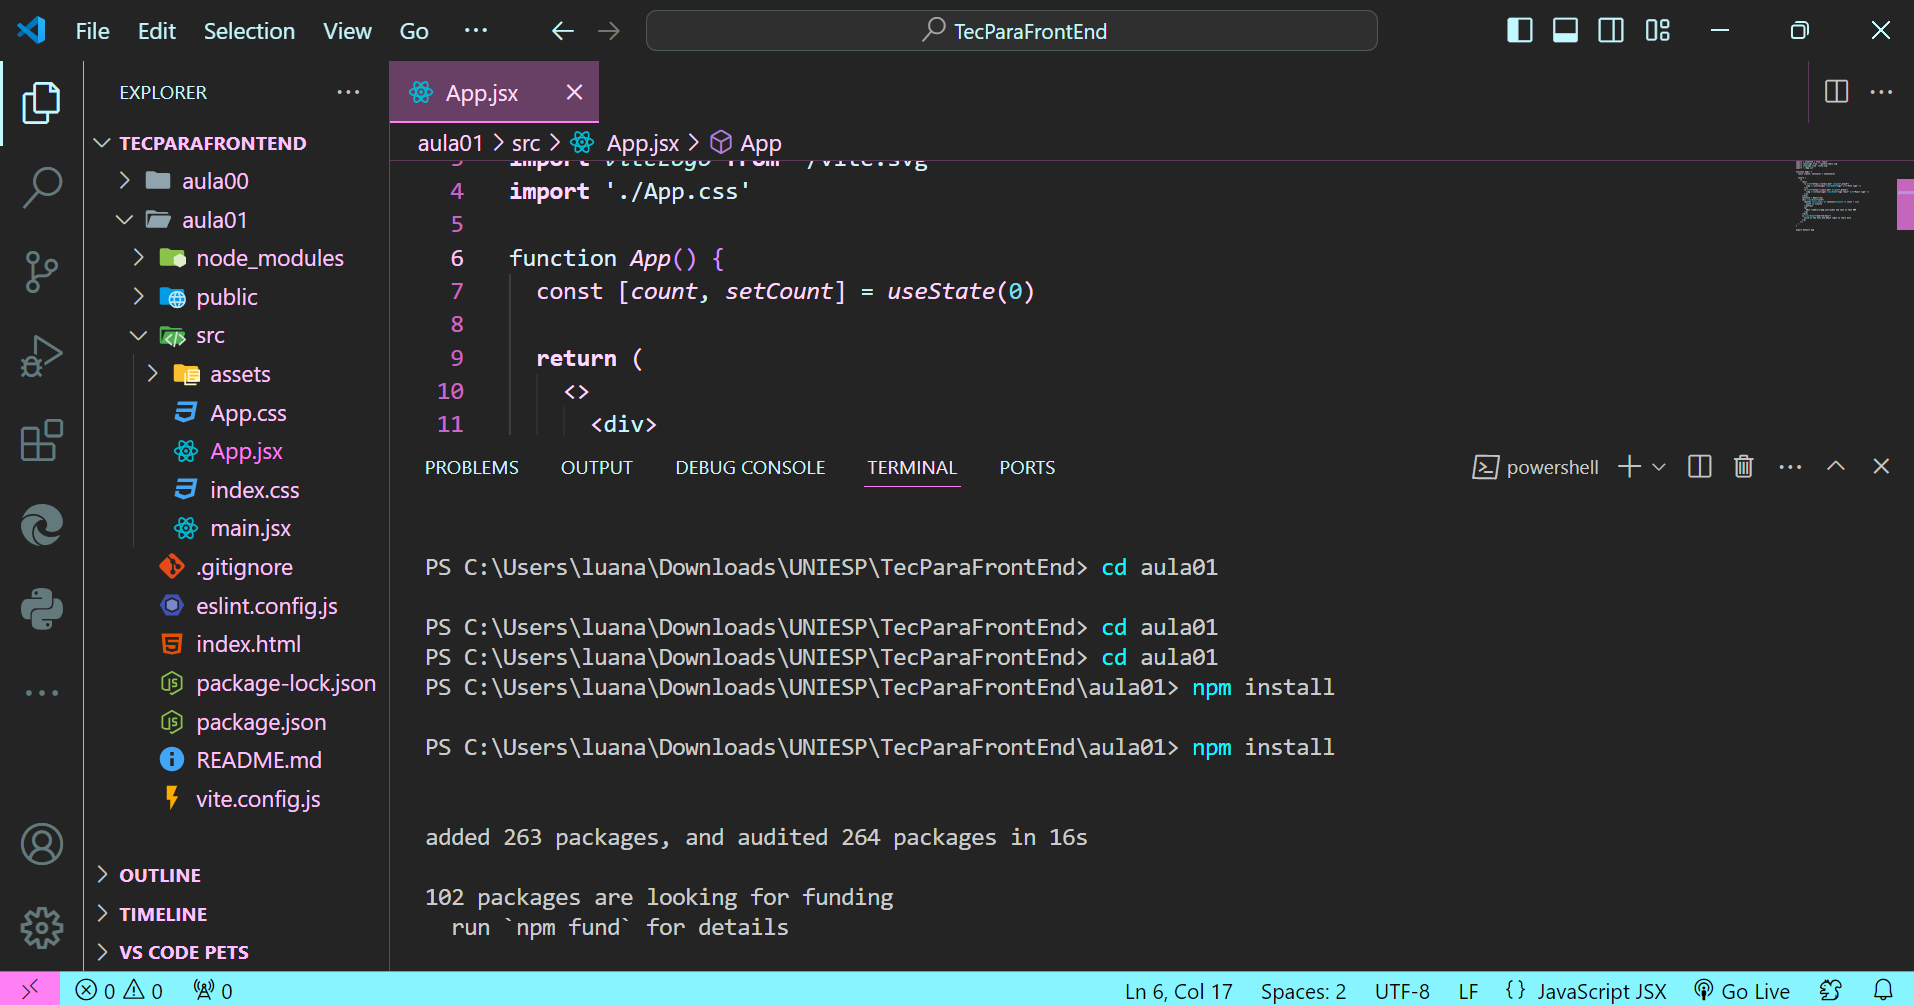 File Edit Selection View Go ··· TecParaFrontEnd
EXPLORER ···
TECPARAFRONTEND
aula00
aula01
node_modules
public
src
assets
App.css
App.jsx
index.css
main.jsx
.gitignore
eslint.config.js
index.html
package-lock.json
package.json
README.md
vite.config.js
OUTLINE
TIMELINE
VS CODE PETS
App.jsx
aula01 > src > App.jsx > App
3 import viteLogo from '/vite.svg'
4 import './App.css'
5
6 function App() {
7 const [count, setCount] = useState(0)
8
9 return (
10 <>
11 <div>
PROBLEMS OUTPUT DEBUG CONSOLE TERMINAL PORTS powershell
PS C:\Users\luana\Downloads\UNIESP\TecParaFrontEnd> cd aula01
PS C:\Users\luana\Downloads\UNIESP\TecParaFrontEnd> cd aula01
PS C:\Users\luana\Downloads\UNIESP\TecParaFrontEnd> cd aula01
PS C:\Users\luana\Downloads\UNIESP\TecParaFrontEnd\aula01> npm install
PS C:\Users\luana\Downloads\UNIESP\TecParaFrontEnd\aula01> npm install
added 263 packages, and audited 264 packages in 16s
102 packages are looking for funding
run `npm fund` for details
0 0 0 Ln 6, Col 17 Spaces: 2 UTF-8 LF {} JavaScript JSX Go Live